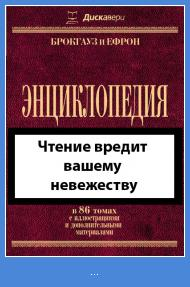 Дискавери
БРОКГАУЗ И ЕФРОН
ЭНЦИКЛОПЕДИЯ
Чтение вредит
вашему
невежеству
в 86 томах
с иллюстрациями
и дополнительными
материалами
...